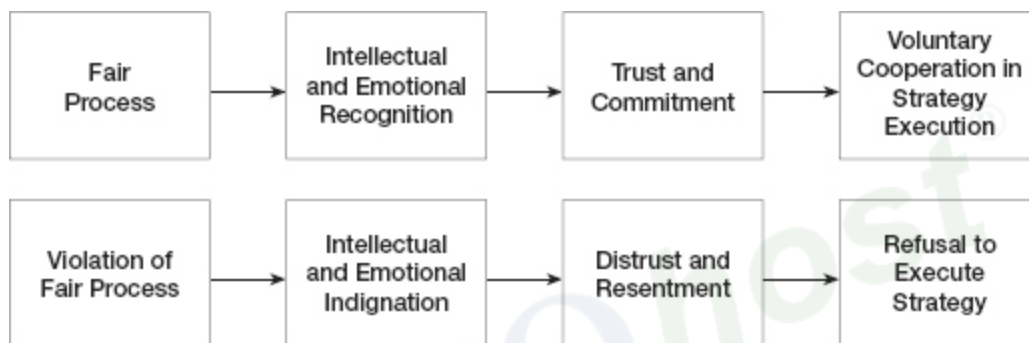 Fair
Process
Intellectual
and Emotional
Recognition
Trust and
Commitment
Voluntary
Cooperation in
Strategy
Execution
Violation of
Fair Process
Intellectual
and Emotional
Indignation
Distrust and
Resentment
Refusal to
Execute
Strategy
host
®